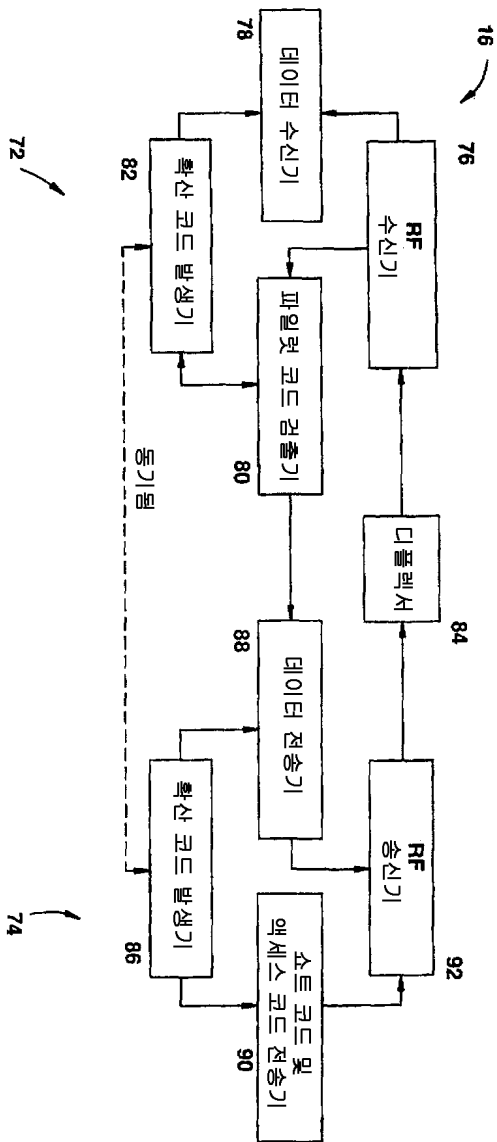 16
76
RF
수신기
84
디플렉서
92
RF
송신기
78
데이터 수신기
파일럿 코드 검출기
80
88
데이터 전송기
쇼트 코드 및
액세스 코드 전송기
90
82
확산 코드 발생기
동기됨
확산 코드 발생기
86
72
74